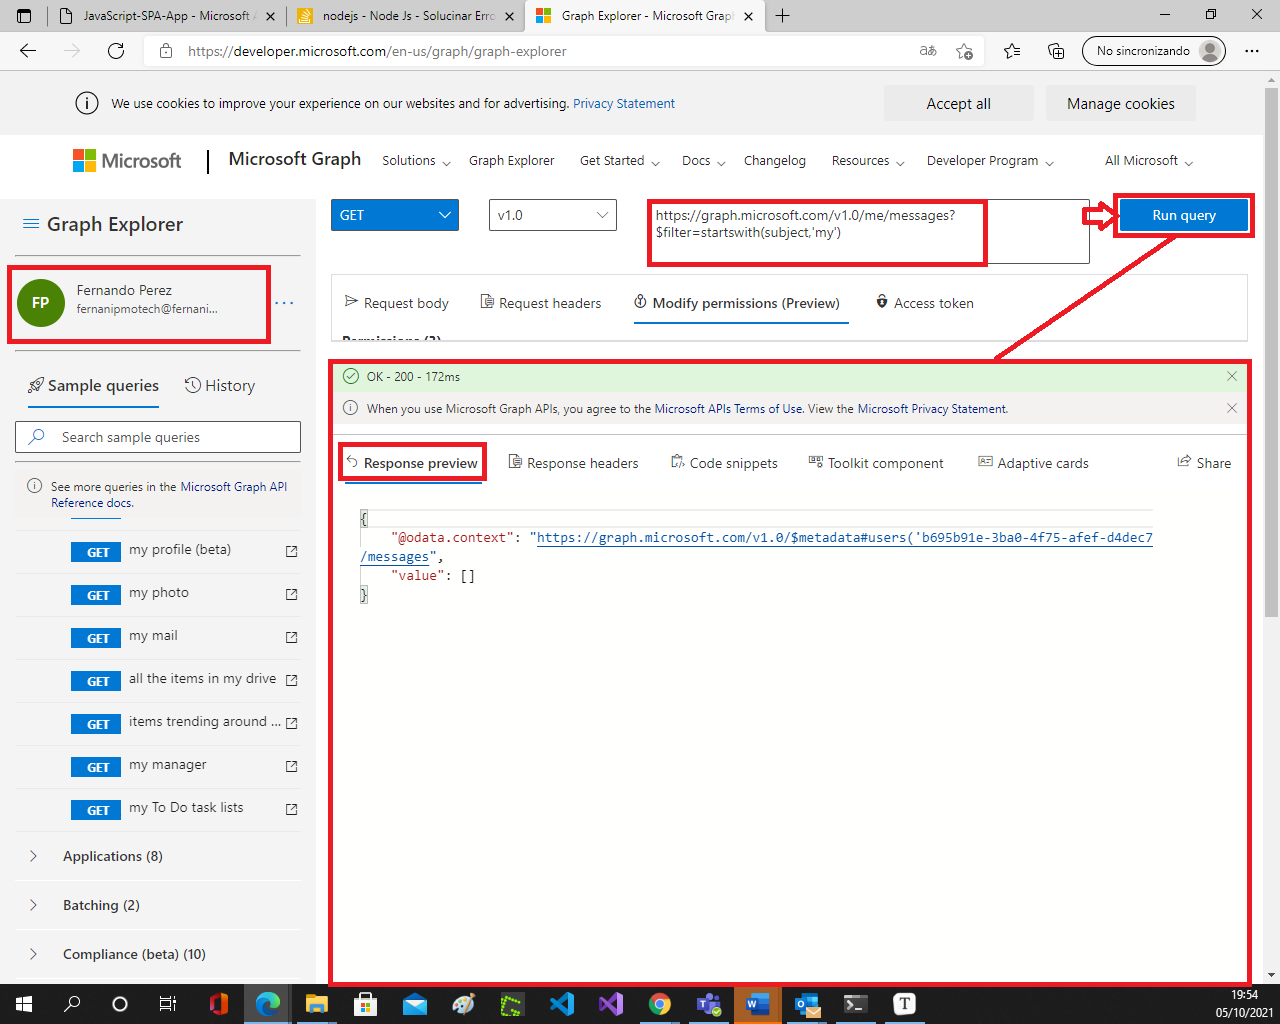 JavaScript-SPA-App - Microsoft A
nodejs - Node Js - Solucinar Erro
Graph Explorer - Microsoft Graph
https://developer.microsoft.com/en-us/graph/graph-explorer
aあ
No sincronizando
We use cookies to improve your experience on our websites and for advertising. Privacy Statement
Accept all
Manage cookies
Microsoft
Microsoft Graph
Solutions
Graph Explorer
Get Started
Docs
Changelog
Resources
Developer Program
All Microsoft
Graph Explorer
GET
v1.0
https://graph.microsoft.com/v1.0/me/messages?
$filter=startswith(subject,'my')
Run query
FP
Fernando Perez
fernanipmotech@fernani...
Request body
Request headers
Modify permissions (Preview)
Access token
Permissions (3)
Sample queries
History
Search sample queries
See more queries in the Microsoft Graph API
Reference docs.
GET my profile (beta)
GET my photo
GET my mail
GET all the items in my drive
GET items trending around ...
GET my manager
GET my To Do task lists
Applications (8)
Batching (2)
Compliance (beta) (10)
OK - 200 - 172ms
When you use Microsoft Graph APIs, you agree to the Microsoft APIs Terms of Use. View the Microsoft Privacy Statement.
Response preview
Response headers
Code snippets
Toolkit component
Adaptive cards
Share
{
"@odata.context": "https://graph.microsoft.com/v1.0/$metadata#users('b695b91e-3ba0-4f75-afef-d4dec7
/messages",
"value": []
}
19:54
05/10/2021